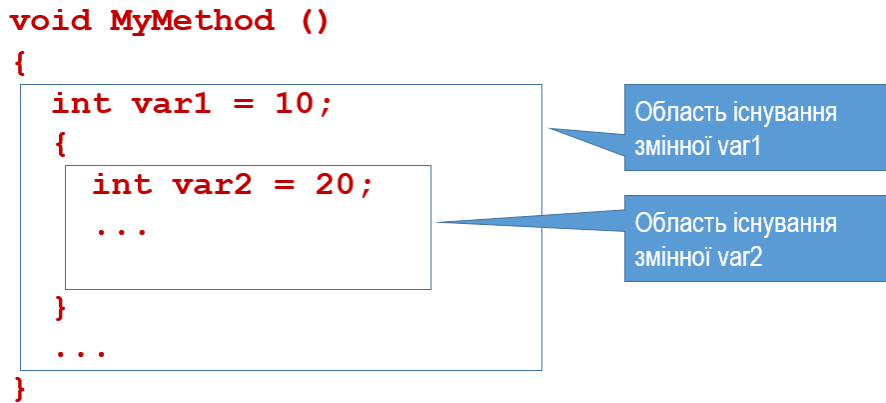 void MyMethod ()
{
int var1 = 10;
{
int var2 = 20;
...
}
...
}
Область існування
змінної var1
Область існування
змінної var2